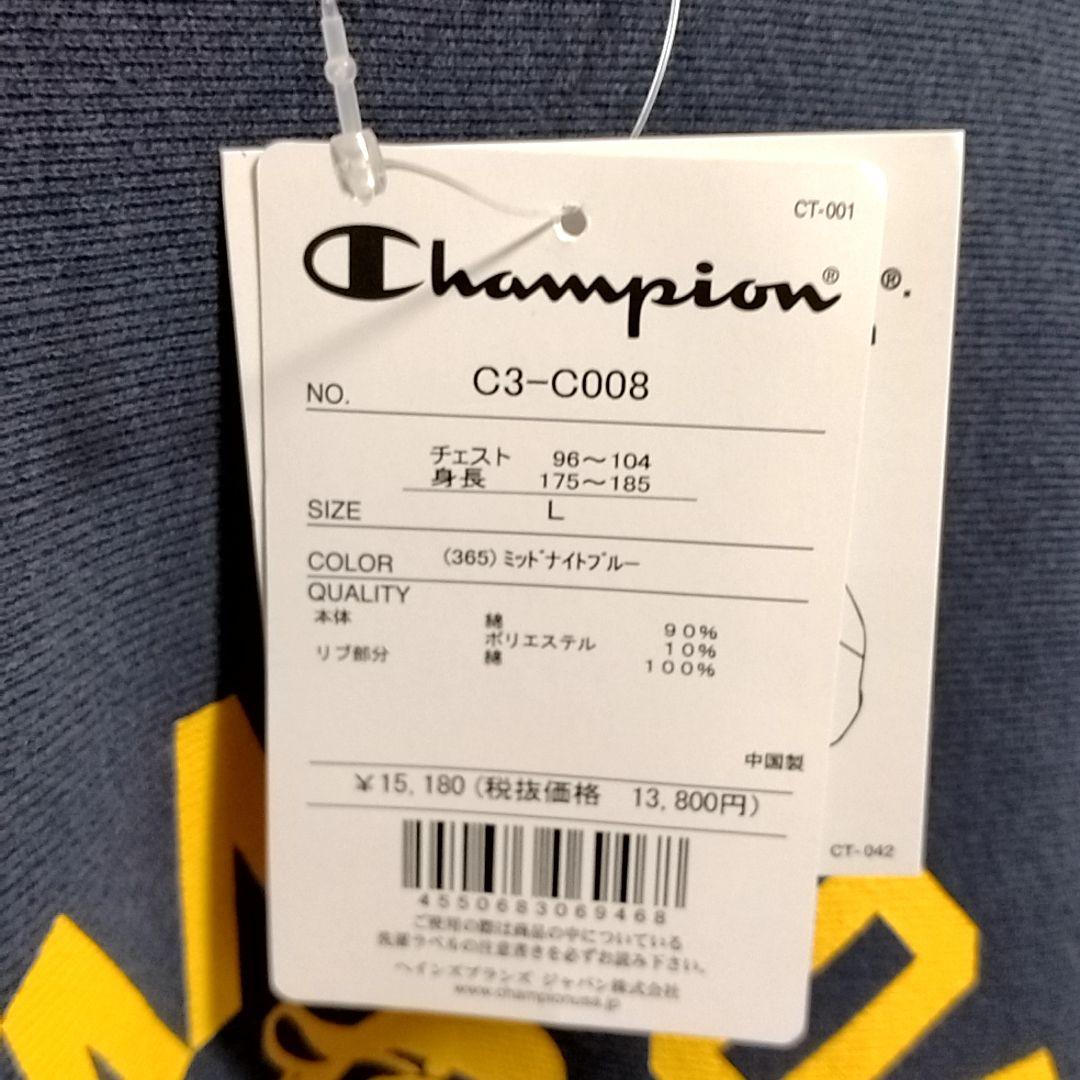 CT-001
Champion®
®.
NO. C3-C008
チェスト 96〜104
身長 175〜185
SIZE L
COLOR (365) ミッドナイトブルー
QUALITY
本体 綿 90%
ポリエステル 10%
リブ部分 綿 100%
中国製
¥15,180 (税抜価格 13,800円)
4550683069468
CT-042
ご使用の際は商品の中についている
洗濯ラベルの注意書きを必ずお読み下さい。
ヘインズブランズ ジャパン株式会社
www.championusa.jp